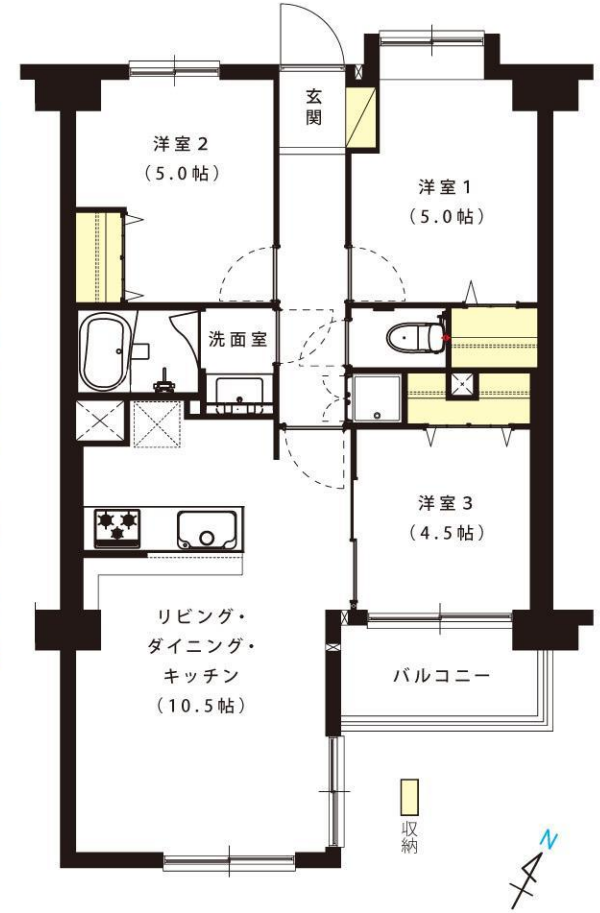 玄関
洋室2
(5.0帖)
洋室1
(5.0帖)
洗面室
洋室3
(4.5帖)
リビング・
ダイニング・
キッチン
(10.5帖)
バルコニー
収納
N